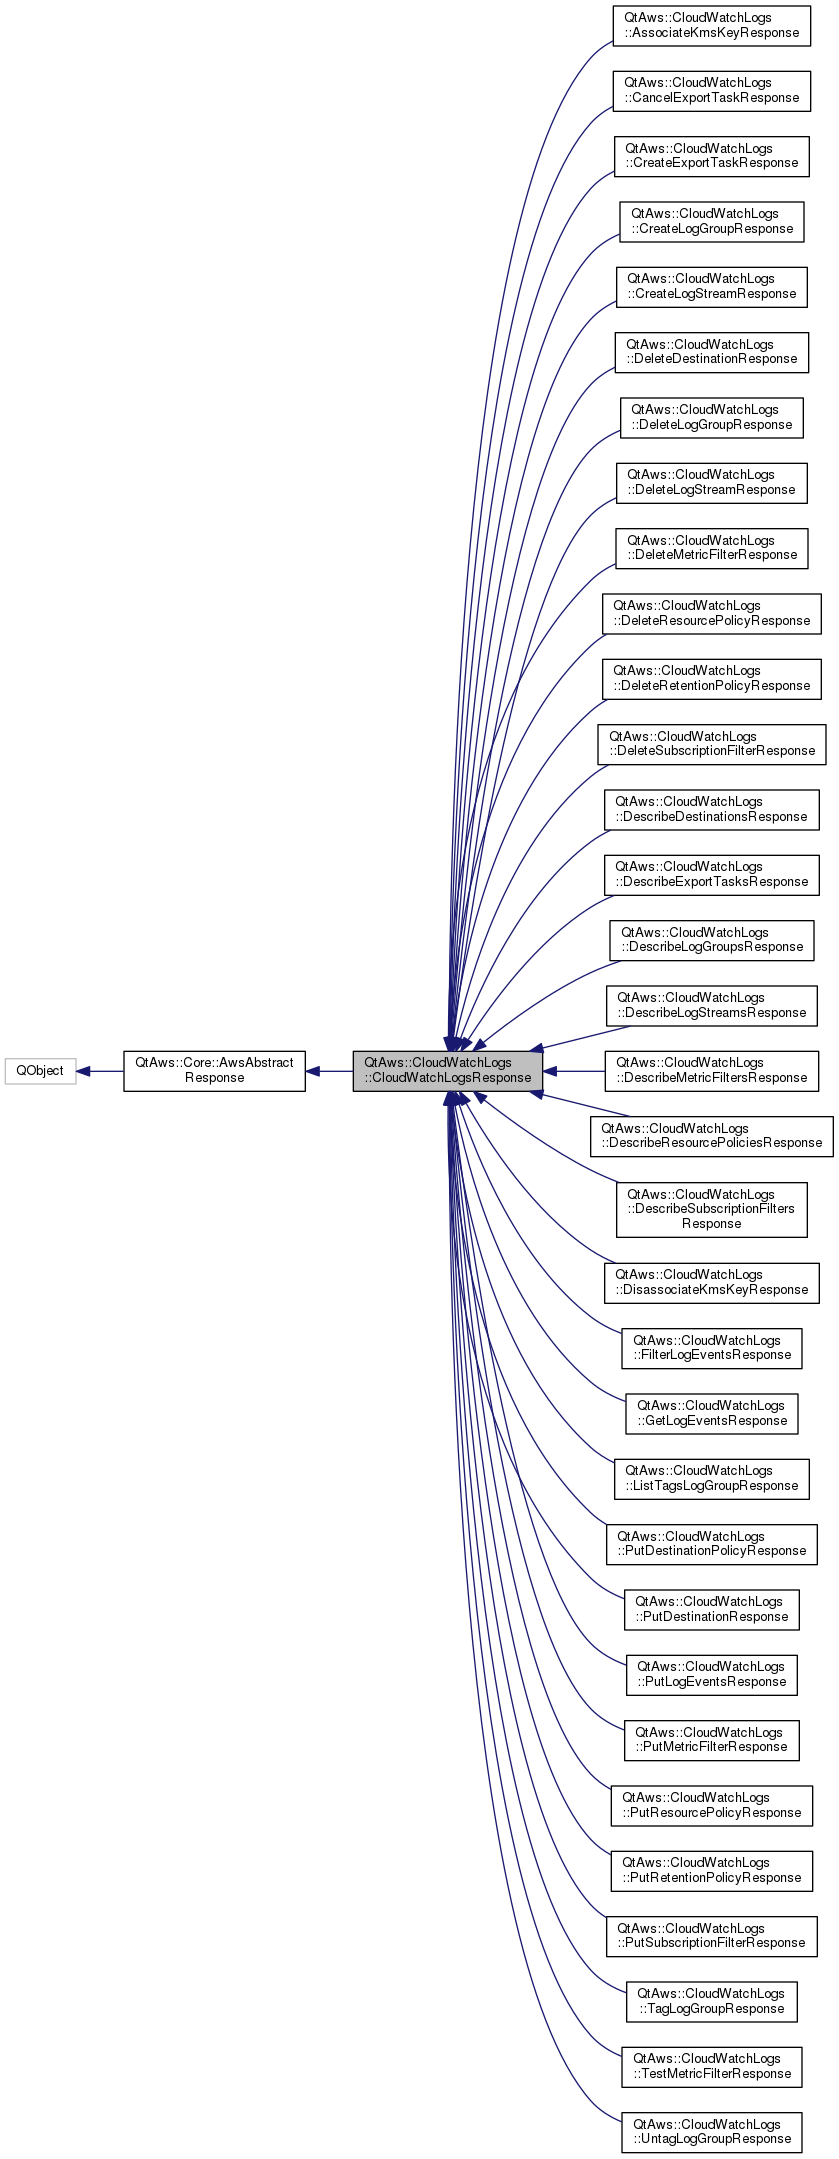 QtAws::CloudWatchLogs
::AssociateKmsKeyResponse
QtAws::CloudWatchLogs
::CancelExportTaskResponse
QtAws::CloudWatchLogs
::CreateExportTaskResponse
QtAws::CloudWatchLogs
::CreateLogGroupResponse
QtAws::CloudWatchLogs
::CreateLogStreamResponse
QtAws::CloudWatchLogs
::DeleteDestinationResponse
QtAws::CloudWatchLogs
::DeleteLogGroupResponse
QtAws::CloudWatchLogs
::DeleteLogStreamResponse
QtAws::CloudWatchLogs
::DeleteMetricFilterResponse
QtAws::CloudWatchLogs
::DeleteResourcePolicyResponse
QtAws::CloudWatchLogs
::DeleteRetentionPolicyResponse
QtAws::CloudWatchLogs
::DeleteSubscriptionFilterResponse
QtAws::CloudWatchLogs
::DescribeDestinationsResponse
QtAws::CloudWatchLogs
::DescribeExportTasksResponse
QtAws::CloudWatchLogs
::DescribeLogGroupsResponse
QtAws::CloudWatchLogs
::DescribeLogStreamsResponse
QObject
QtAws::Core::AwsAbstract
Response
QtAws::CloudWatchLogs
::CloudWatchLogsResponse
QtAws::CloudWatchLogs
::DescribeMetricFiltersResponse
QtAws::CloudWatchLogs
::DescribeResourcePoliciesResponse
QtAws::CloudWatchLogs
::DescribeSubscriptionFilters
Response
QtAws::CloudWatchLogs
::DisassociateKmsKeyResponse
QtAws::CloudWatchLogs
::FilterLogEventsResponse
QtAws::CloudWatchLogs
::GetLogEventsResponse
QtAws::CloudWatchLogs
::ListTagsLogGroupResponse
QtAws::CloudWatchLogs
::PutDestinationPolicyResponse
QtAws::CloudWatchLogs
::PutDestinationResponse
QtAws::CloudWatchLogs
::PutLogEventsResponse
QtAws::CloudWatchLogs
::PutMetricFilterResponse
QtAws::CloudWatchLogs
::PutResourcePolicyResponse
QtAws::CloudWatchLogs
::PutRetentionPolicyResponse
QtAws::CloudWatchLogs
::PutSubscriptionFilterResponse
QtAws::CloudWatchLogs
::TagLogGroupResponse
QtAws::CloudWatchLogs
::TestMetricFilterResponse
QtAws::CloudWatchLogs
::UntagLogGroupResponse